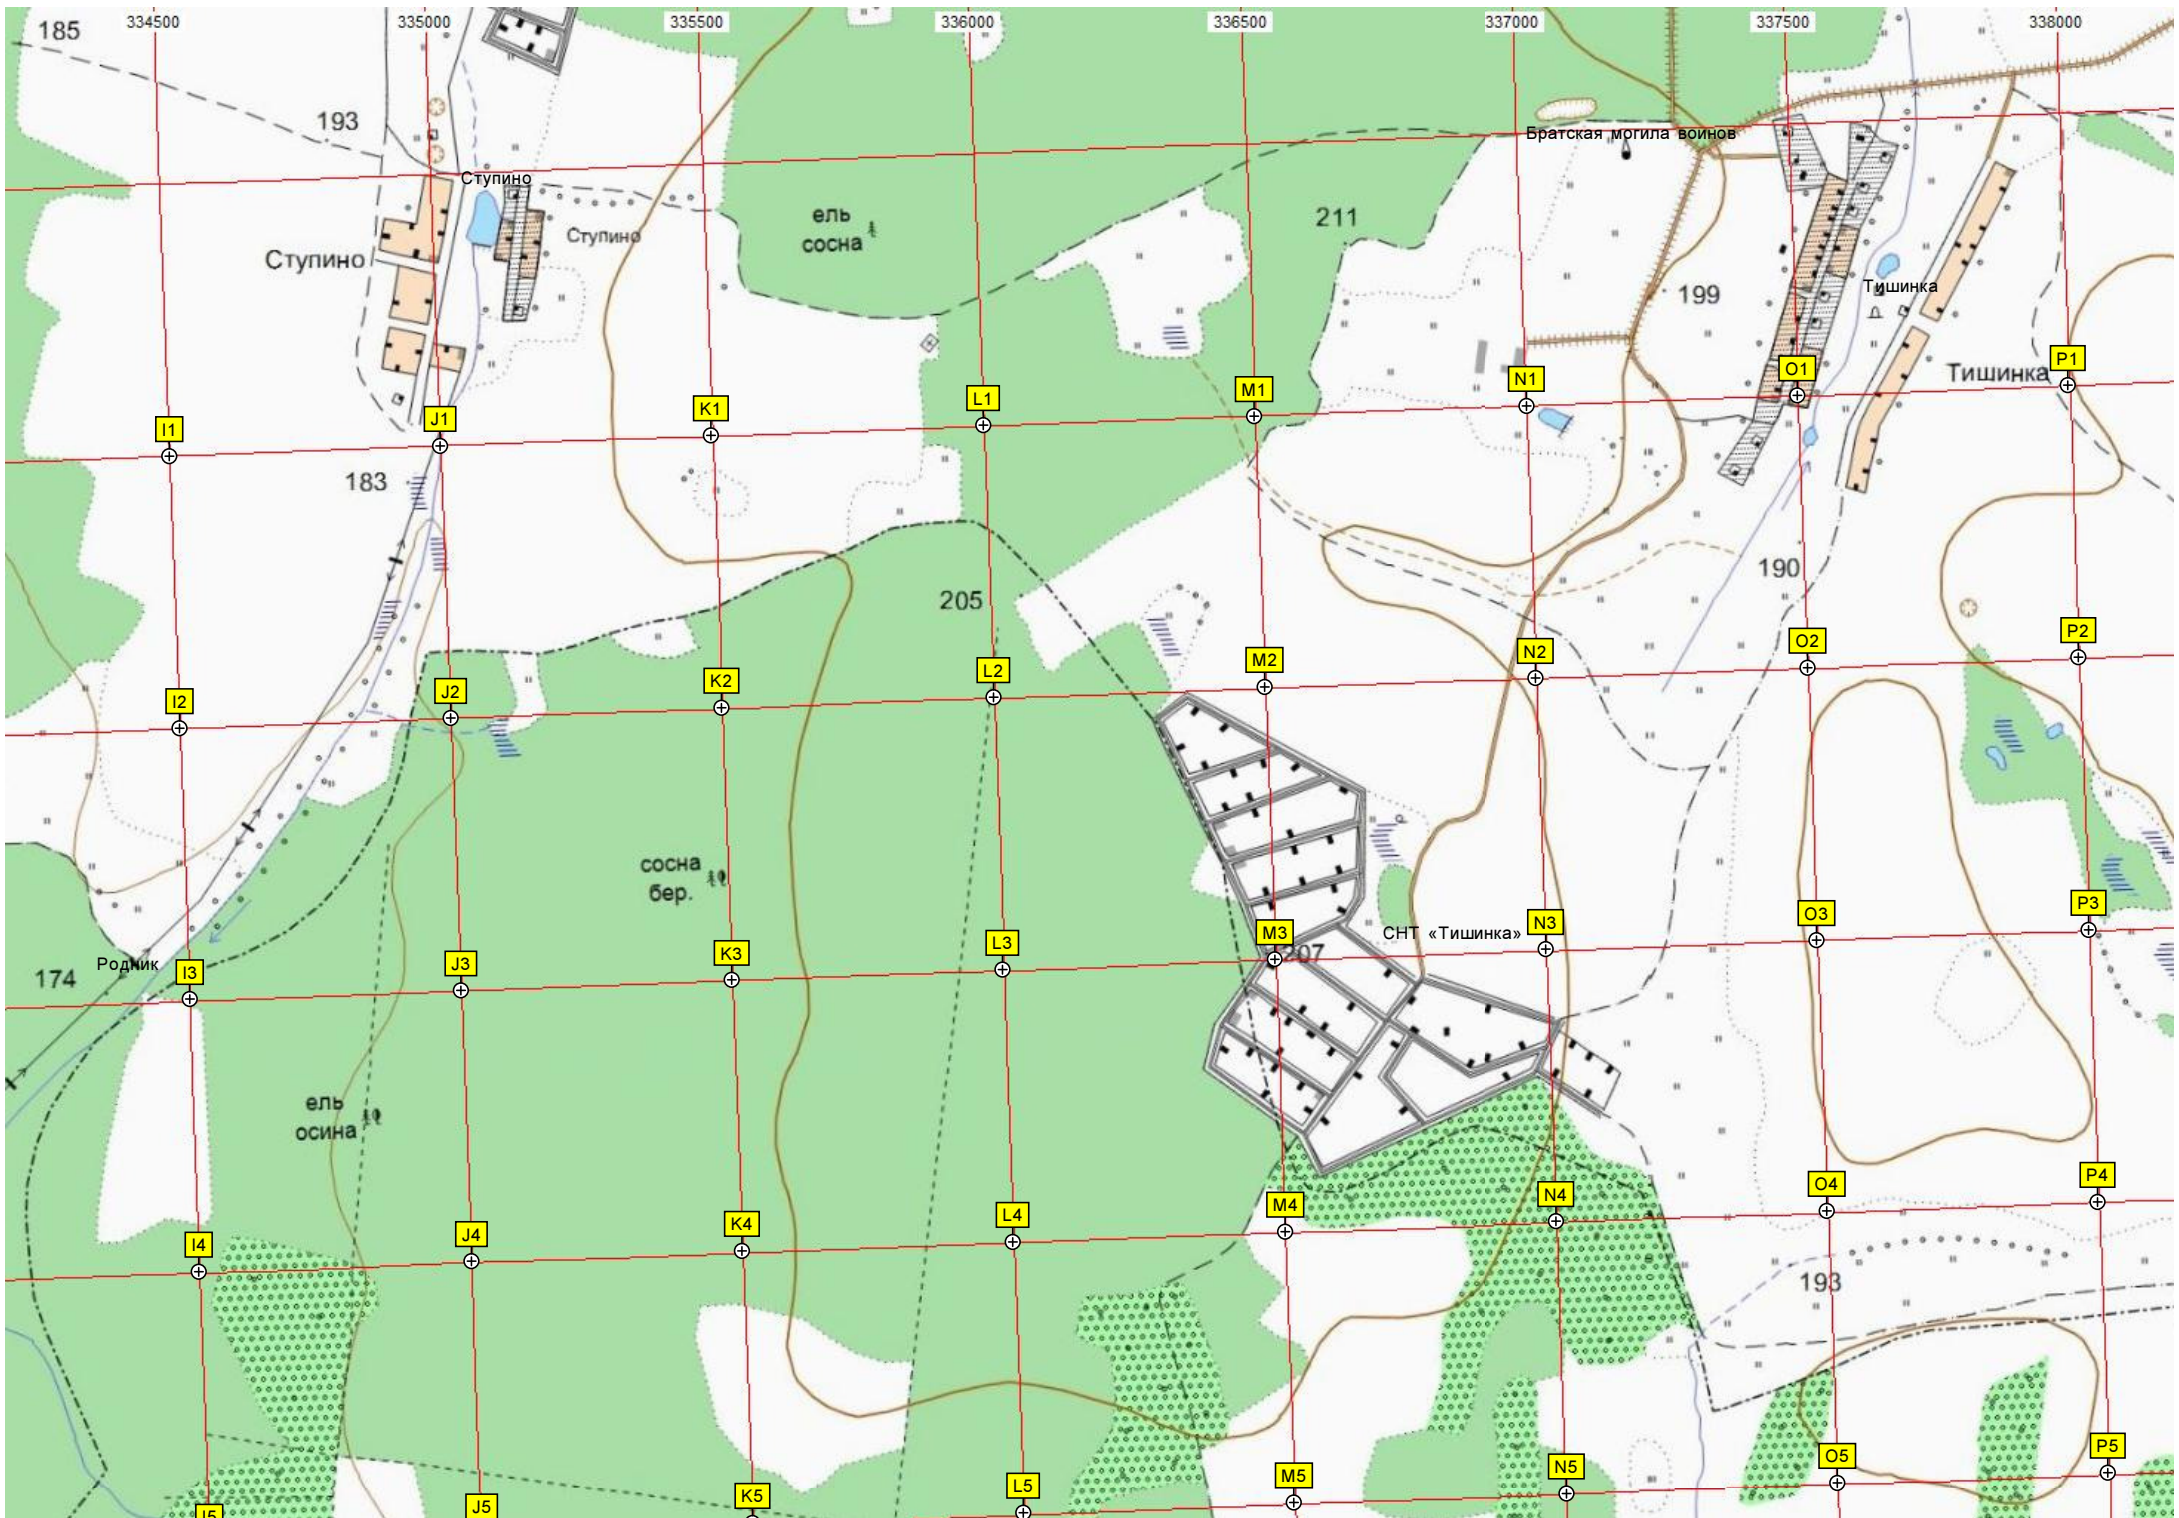 334500 335000 335500 336000 336500 337000 337500 338000
185
193
Братская могила воинов
Ступино
ель
сосна
211
Ступино
Ступино
199
Тишинка
Тишинка
I1 J1 K1 L1 M1 N1 O1 P1
183
190
205
I2 J2 K2 L2 M2 N2 O2 P2
сосна
бер.
СНТ «Тишинка»
207
Родник
174
I3 J3 K3 L3 M3 N3 O3 P3
ель
осина
I4 J4 K4 L4 M4 N4 O4 P4
193
I5 J5 K5 L5 M5 N5 O5 P5